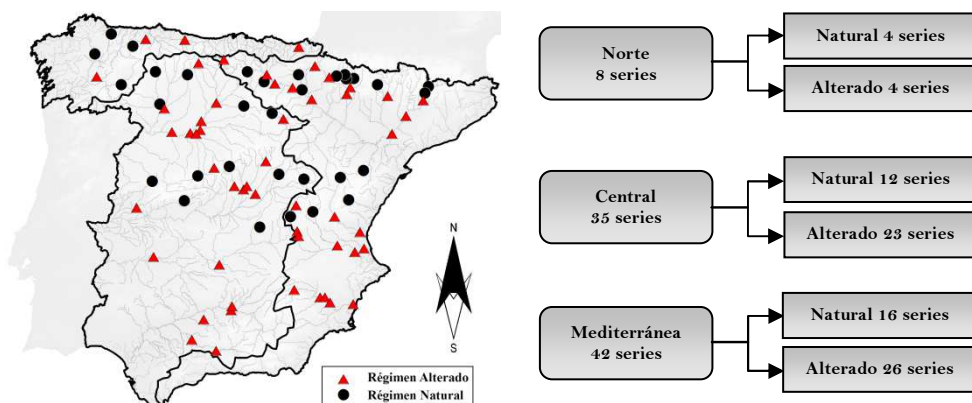 N
S
Régimen Alterado
Régimen Natural
Norte
8 series
Natural 4 series
Alterado 4 series
Central
35 series
Natural 12 series
Alterado 23 series
Mediterránea
42 series
Natural 16 series
Alterado 26 series